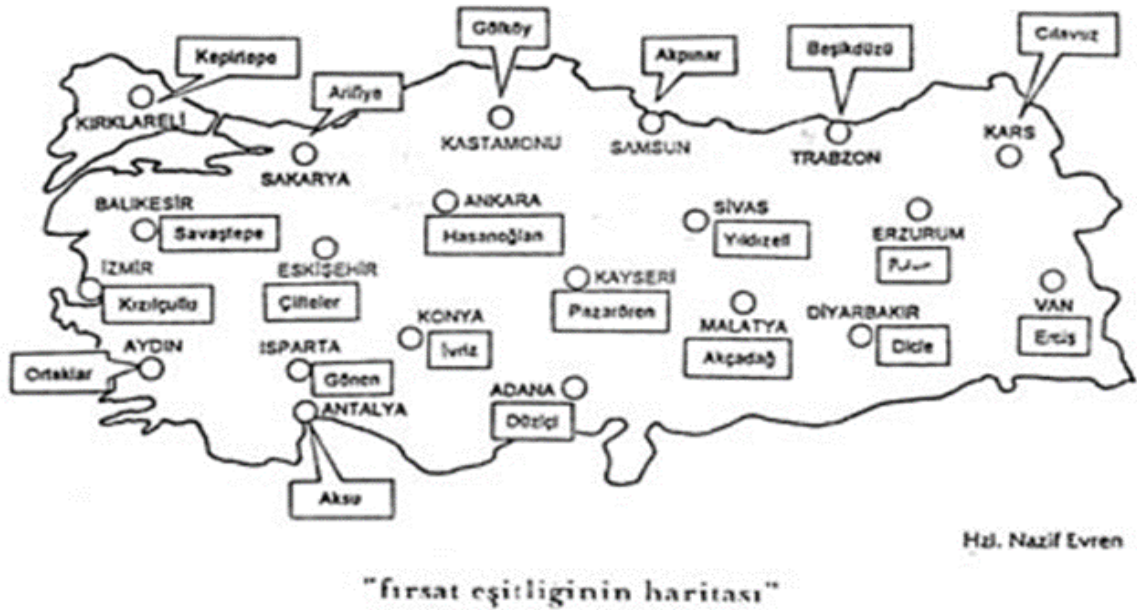 Gölköy
Kepirtepe
Akpınar
Beşikdüzü
Cılavuz
Arifiye
KIRKLARELİ
KASTAMONU
SAMSUN
TRABZON
KARS
SAKARYA
BALIKESİR
Savaştepe
ANKARA
Hasanoğlan
SİVAS
Yıldızeli
ERZURUM
İZMİR
Kızılçullu
ESKİŞEHİR
Çifteler
KAYSERİ
Pazarören
VAN
Erciş
KONYA
İvriz
MALATYA
Akçadağ
DİYARBAKIR
Dicle
AYDIN
Ortaklar
ISPARTA
Gönen
ADANA
Düziçi
ANTALYA
Aksu
Hzl. Nazif Evren
"fırsat eşitliginin haritası"